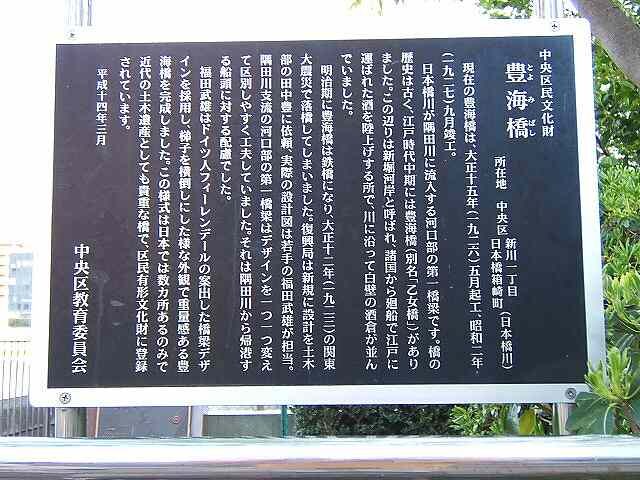 中央区民文化財
豊海橋
とよみばし
所在地 中央区 新川一丁目
日本橋箱崎町(日本橋川)
現在の豊海橋は、大正十五年(一九二六)五月起工、昭和二年
(一九二七)九月竣工。
日本橋川が隅田川に流入する河口部の第一橋梁です。橋の
歴史は古く、江戸時代中期には豊海橋(別名「乙女橋」)があり
ました。この辺りは新堀河岸と呼ばれ、諸国から廻船で江戸に
運ばれた酒を陸上げする所で、川に沿って白壁の酒倉が並ん
でいました。
明治期に豊海橋は鉄橋になり、大正十二年(一九二三)の関東
大震災で落橋してしまいました。復興局は新規に設計を土木
部の田中豊に依頼、実際の設計図は若手の福田武雄が担当。
隅田川支流の河口部の第一橋梁はデザインを一つ一つ変え
て区別しやすく工夫していました。それは隅田川から帰港す
る船頭に対する配慮でした。
福田武雄はドイツ人フィーレンデールの案出した橋梁デザ
インを採用し、梯子を横倒しにした様な外観で重量感ある豊
海橋を完成しました。この様式は日本では数カ所あるのみで
近代の土木遺産としても貴重な橋で、区民有形文化財に登録
されています。
平成十四年三月
中央区教育委員会